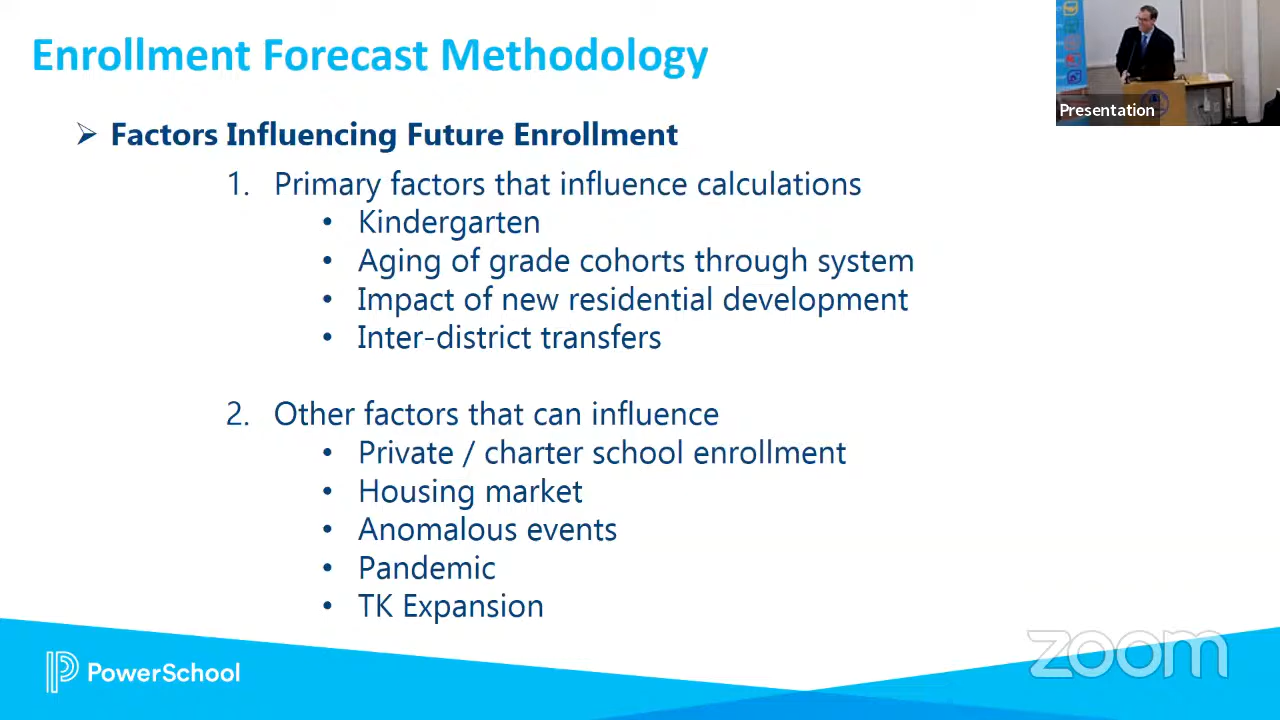 Enrollment Forecast Methodology
Presentation
➢ Factors Influencing Future Enrollment
1. Primary factors that influence calculations
• Kindergarten
• Aging of grade cohorts through system
• Impact of new residential development
• Inter-district transfers
2. Other factors that can influence
• Private / charter school enrollment
• Housing market
• Anomalous events
• Pandemic
• TK Expansion
PowerSchool
zoom